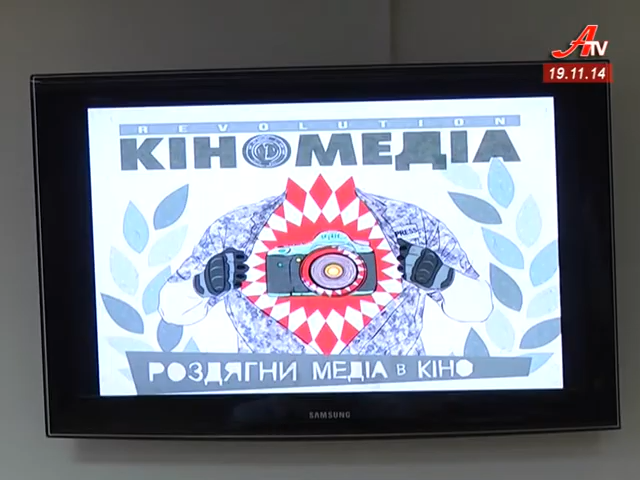 ATV
19.11.14
REVOLUTION
КІНОМЕДІА
PRESS
РОЗДЯГНИ МЕДІА В КІНО
SAMSUNG